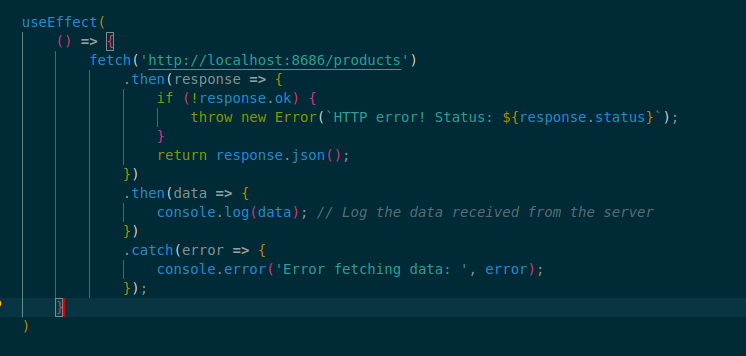 useEffect(
    () => {
        fetch('http://localhost:8686/products')
            .then(response => {
                if (!response.ok) {
                    throw new Error(`HTTP error! Status: ${response.status}`);
                }
                return response.json();
            })
            .then(data => {
                console.log(data); // Log the data received from the server
            })
            .catch(error => {
                console.error('Error fetching data: ', error);
            });
    }
)